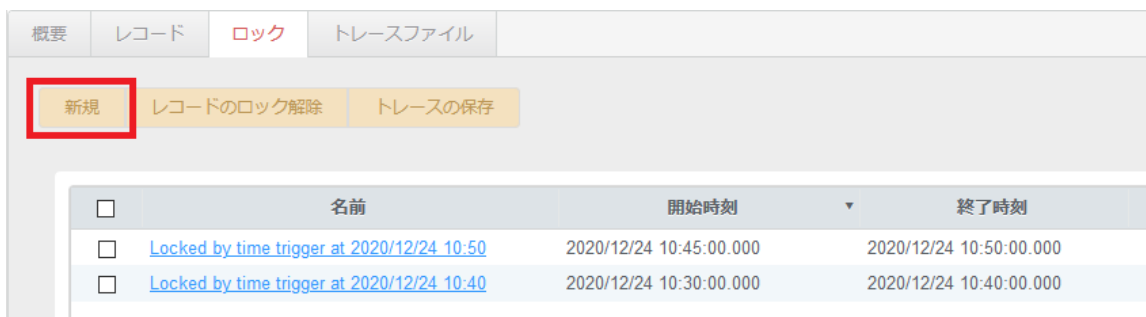 概要 レコード ロック トレースファイル
新規 レコードのロック解除 トレースの保存
名前 開始時刻 ▼ 終了時刻
Locked by time trigger at 2020/12/24 10:50 2020/12/24 10:45:00.000 2020/12/24 10:50:00.000
Locked by time trigger at 2020/12/24 10:40 2020/12/24 10:30:00.000 2020/12/24 10:40:00.000